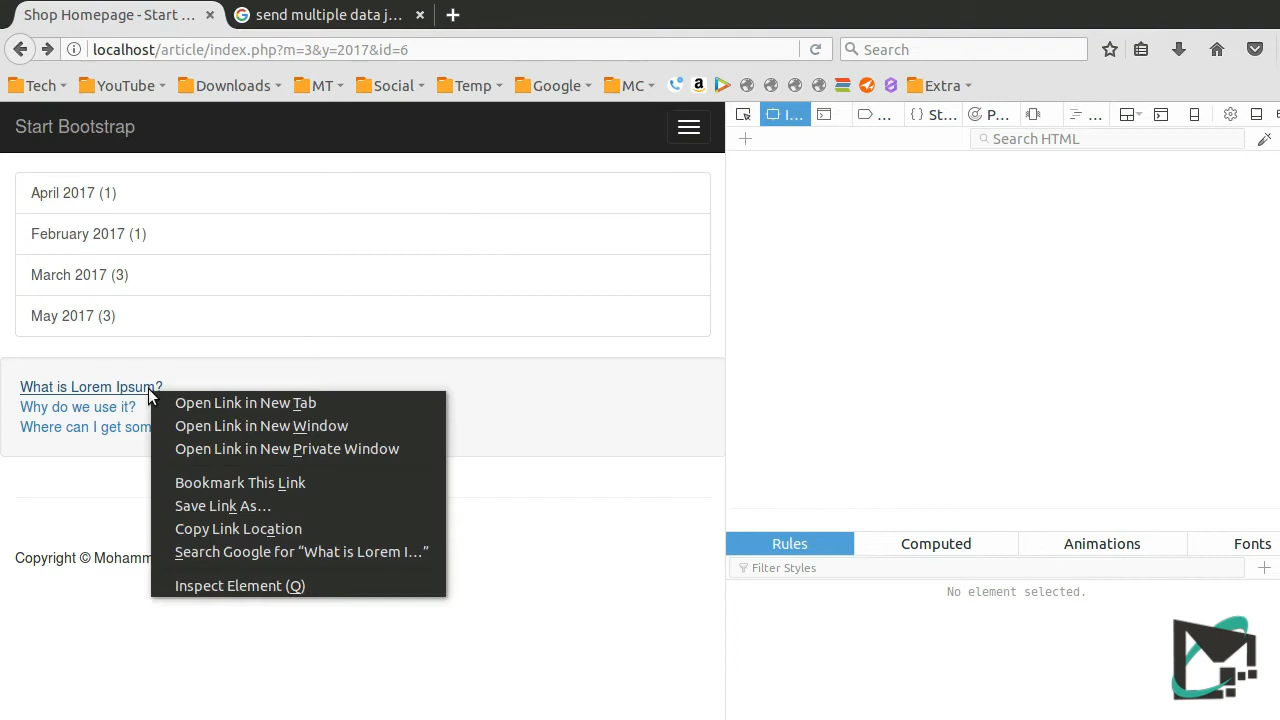 Shop Homepage - Start ...
send multiple data j...
localhost/article/index.php?m=3&y=2017&id=6
Search
Tech
YouTube
Downloads
MT
Social
Temp
Google
MC
Extra
Start Bootstrap
I...
...
{} St...
P...
...
Search HTML
April 2017 (1)
February 2017 (1)
March 2017 (3)
May 2017 (3)
What is Lorem Ipsum?
Why do we use it?
Where can I get som
Open Link in New Tab
Open Link in New Window
Open Link in New Private Window
Bookmark This Link
Save Link As...
Copy Link Location
Search Google for “What is Lorem I...”
Inspect Element (Q)
Copyright © Mohamm
Rules
Computed
Animations
Fonts
Filter Styles
No element selected.